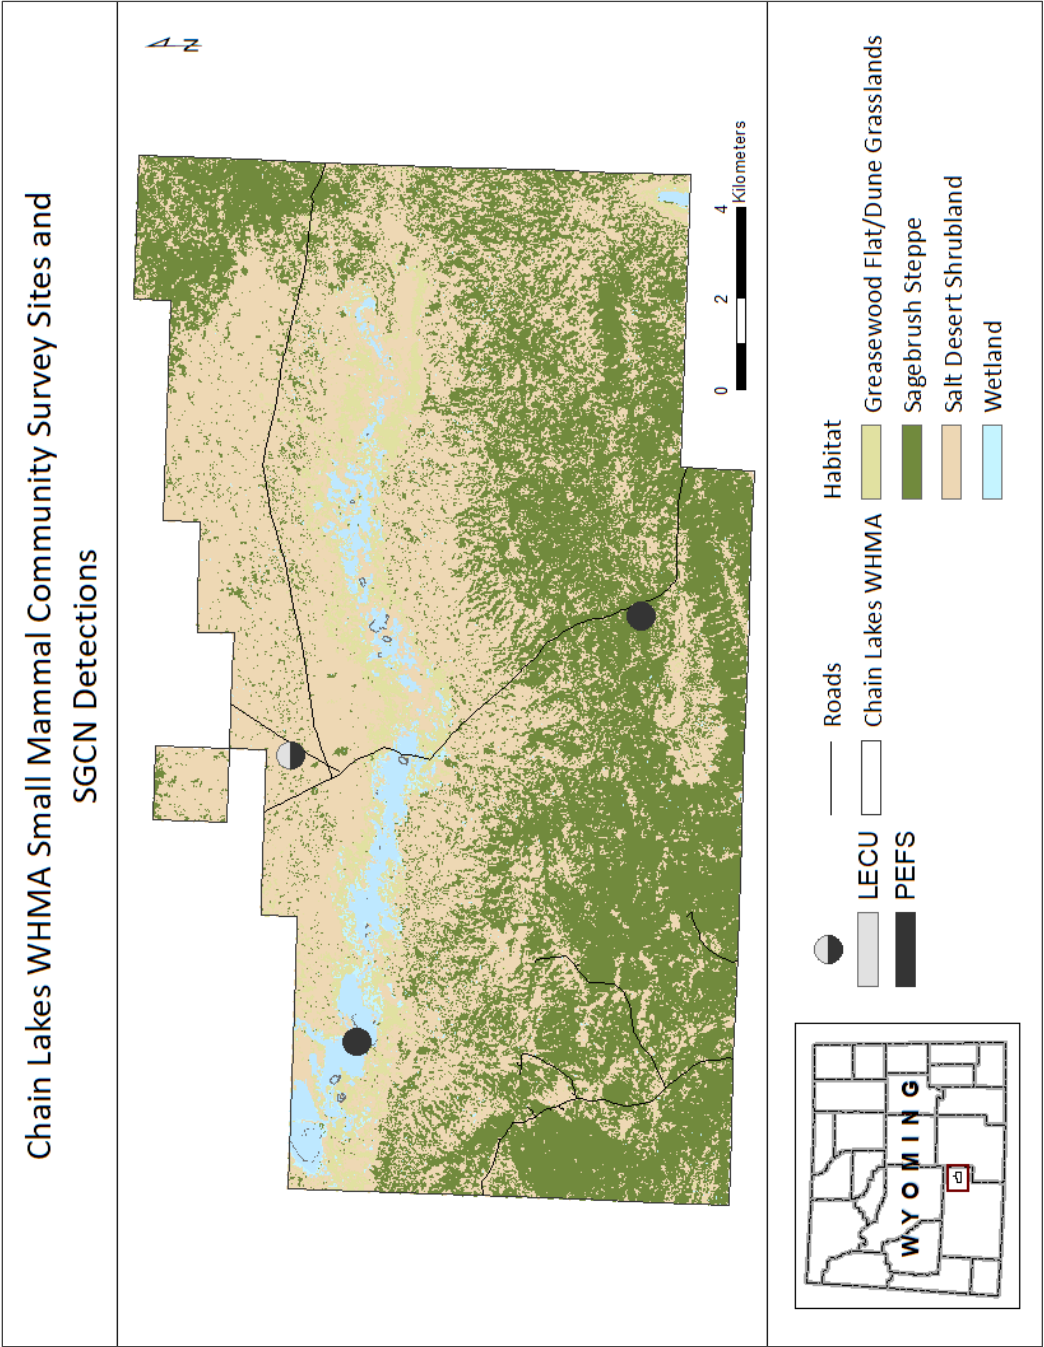 Chain Lakes WHMA Small Mammal Community Survey Sites and
SGCN Detections
N
0 2 4
Kilometers
WYOMING
LECU
PEFS
Roads
Chain Lakes WHMA
Habitat
Greasewood Flat/Dune Grasslands
Sagebrush Steppe
Salt Desert Shrubland
Wetland